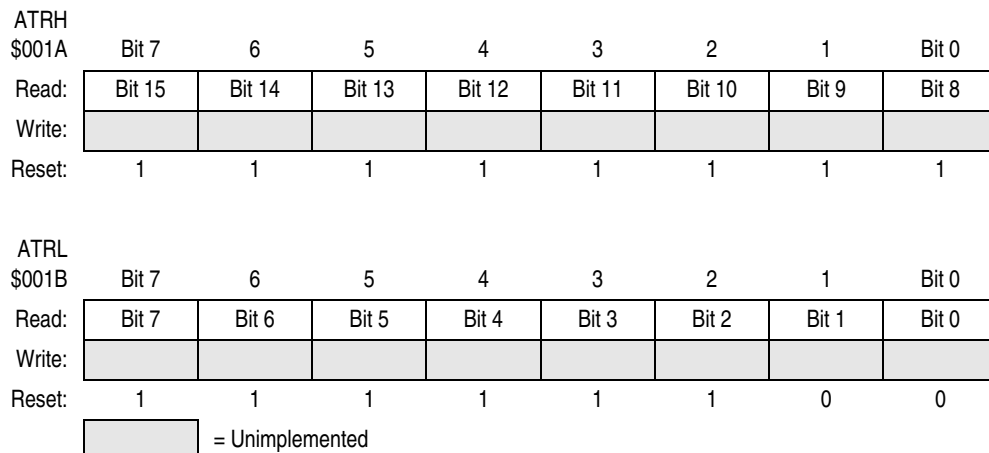 ATRH
$001A Bit 7 6 5 4 3 2 1 Bit 0
Read: Bit 15 Bit 14 Bit 13 Bit 12 Bit 11 Bit 10 Bit 9 Bit 8
Write:
Reset: 1 1 1 1 1 1 1 1
ATRL
$001B Bit 7 6 5 4 3 2 1 Bit 0
Read: Bit 7 Bit 6 Bit 5 Bit 4 Bit 3 Bit 2 Bit 1 Bit 0
Write:
Reset: 1 1 1 1 1 1 0 0
= Unimplemented